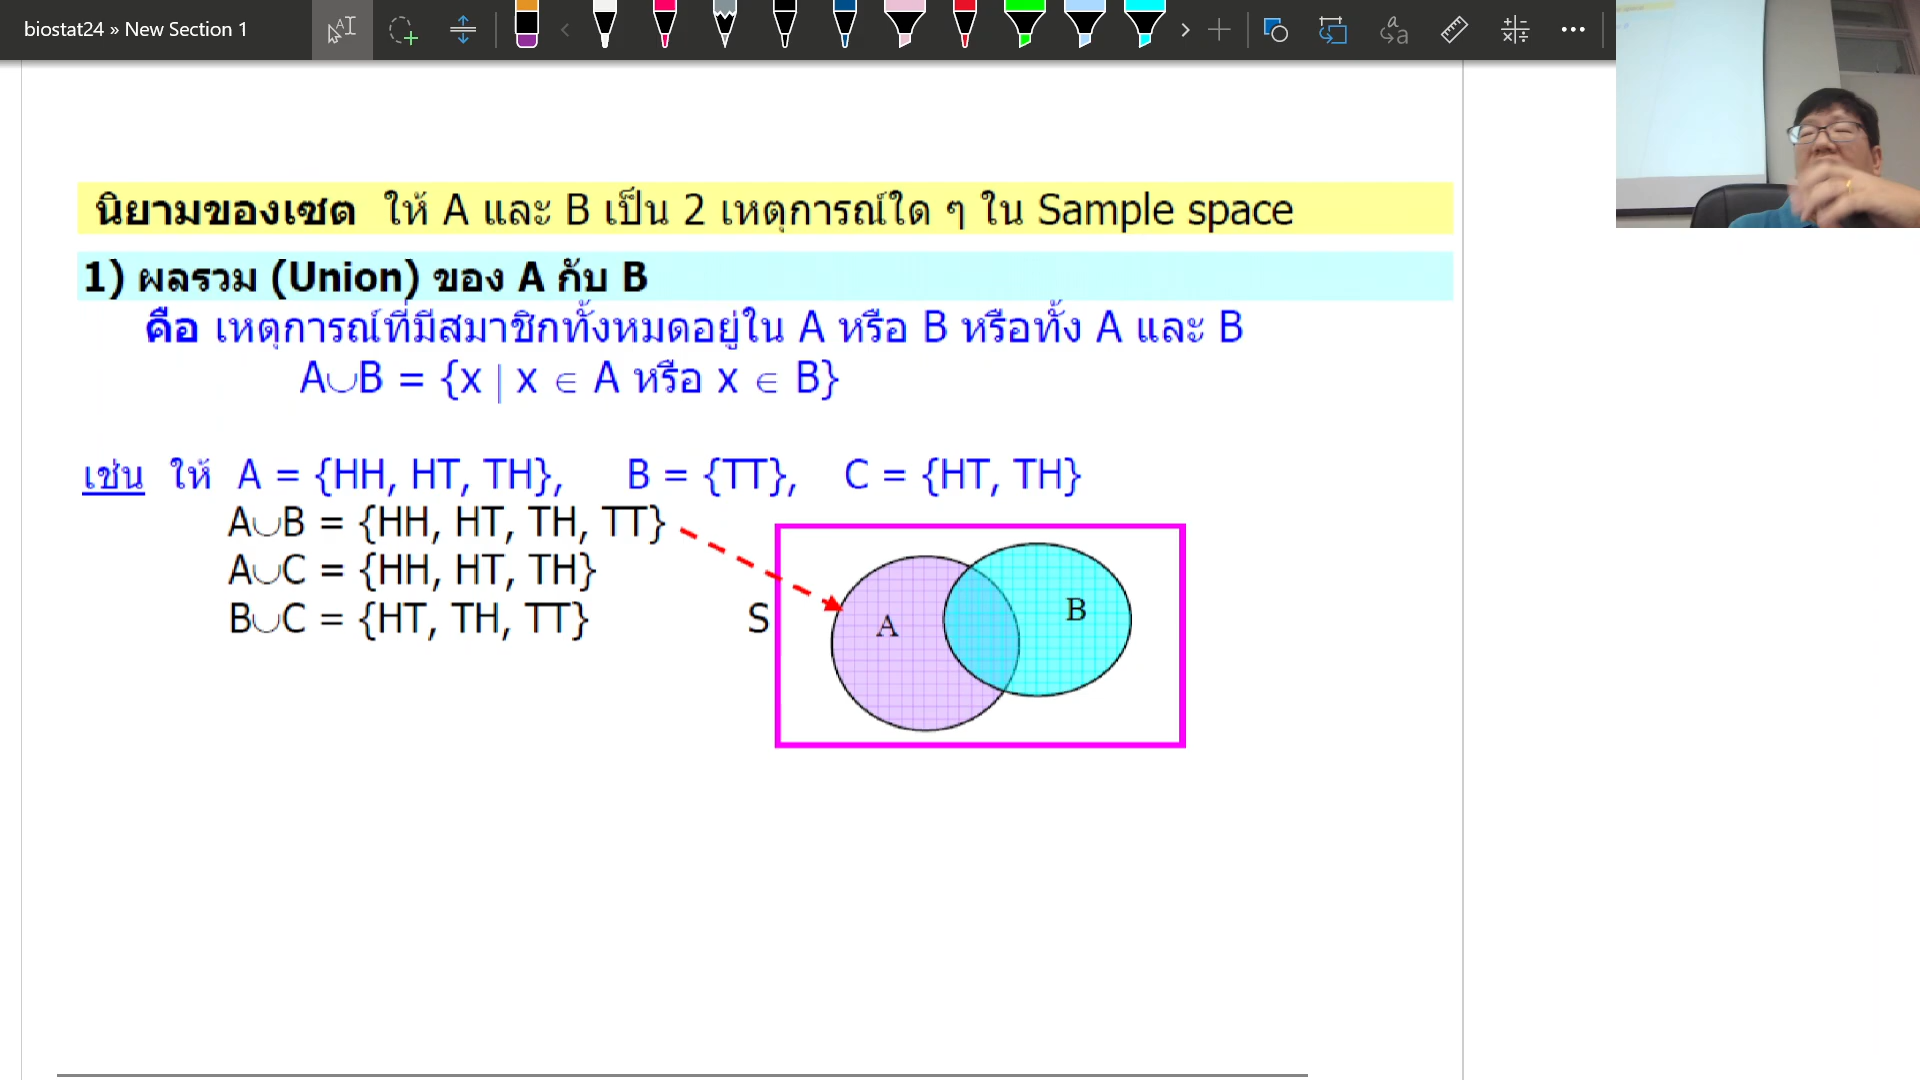 biostat24 » New Section 1
นิยามของเซต ให้ A และ B เป็น 2 เหตุการณ์ใด ๆ ใน Sample space
1) ผลรวม (Union) ของ A กับ B
คือ เหตุการณ์ที่มีสมาชิกทั้งหมดอยู่ใน A หรือ B หรือทั้ง A และ B
A∪B = {x | x ∈ A หรือ x ∈ B}
เช่น ให้ A = {HH, HT, TH}, B = {TT}, C = {HT, TH}
A∪B = {HH, HT, TH, TT}
A∪C = {HH, HT, TH}
B∪C = {HT, TH, TT}
S
A
B